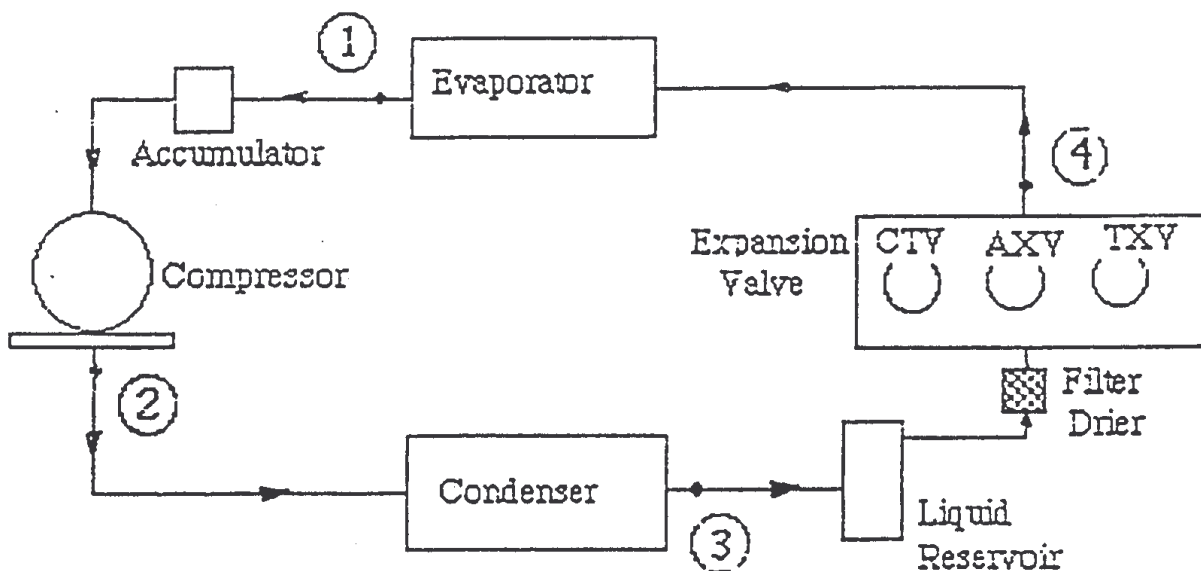 1
Evaporator
Accumulator
4
Expansion
Valve
CTV
AXV
TXV
Compressor
2
Filter
Drier
Condenser
3
Liquid
Reservoir